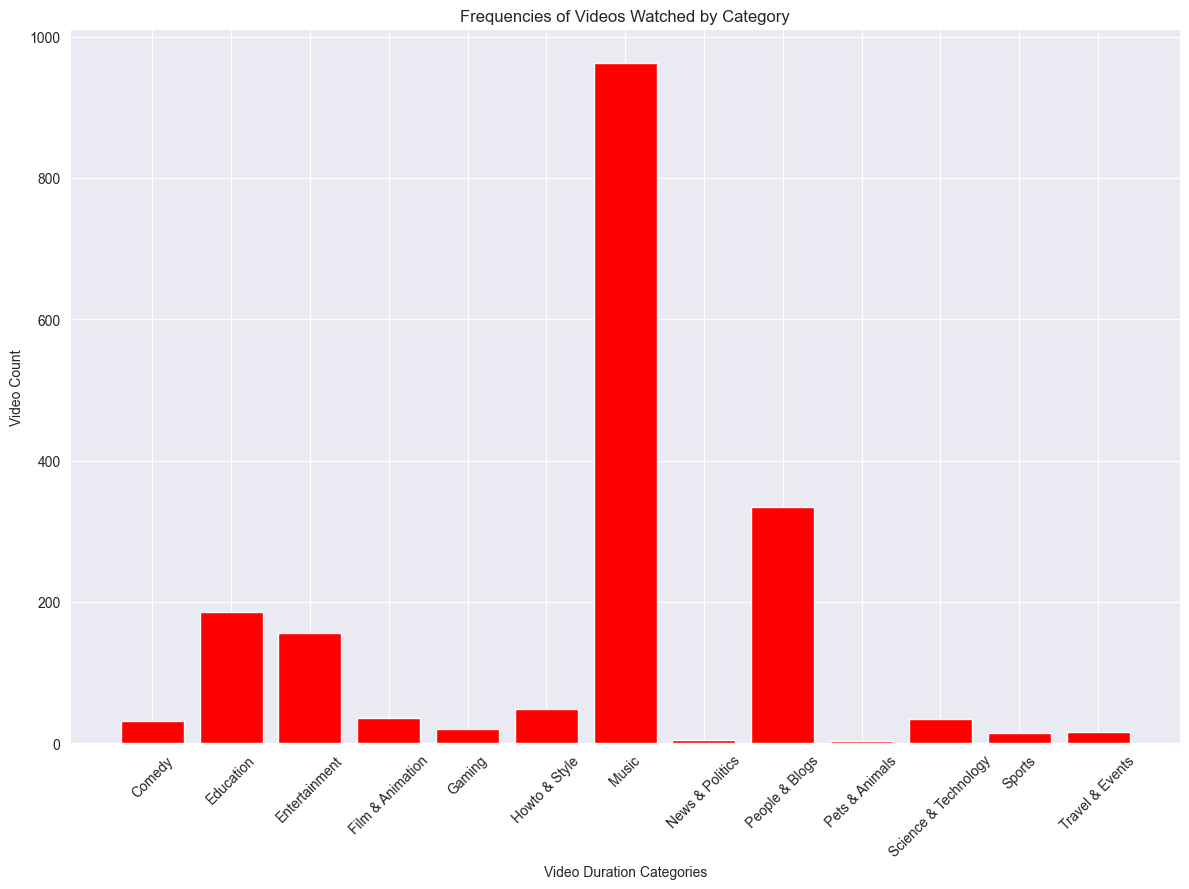 Frequencies of Videos Watched by Category
Video Count
1000
800
600
400
200
0
Comedy
Education
Entertainment
Film & Animation
Gaming
Howto & Style
Music
News & Politics
People & Blogs
Pets & Animals
Science & Technology
Sports
Travel & Events
Video Duration Categories